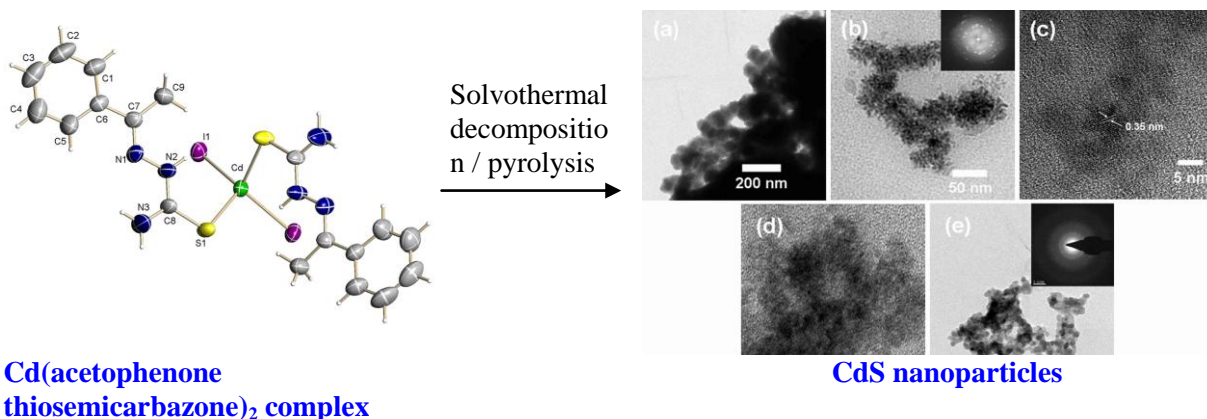 C2
C3
C1
C9
C4
C7
C6
C5
I1
Cd
N1
N2
N3
C8
S1
Solvothermal
decompositio
n / pyrolysis
(a)
200 nm
(b)
50 nm
(c)
0.35 nm
5 nm
(d)
(e)
Cd(acetophenone
thiosemicarbazone)₂ complex
CdS nanoparticles